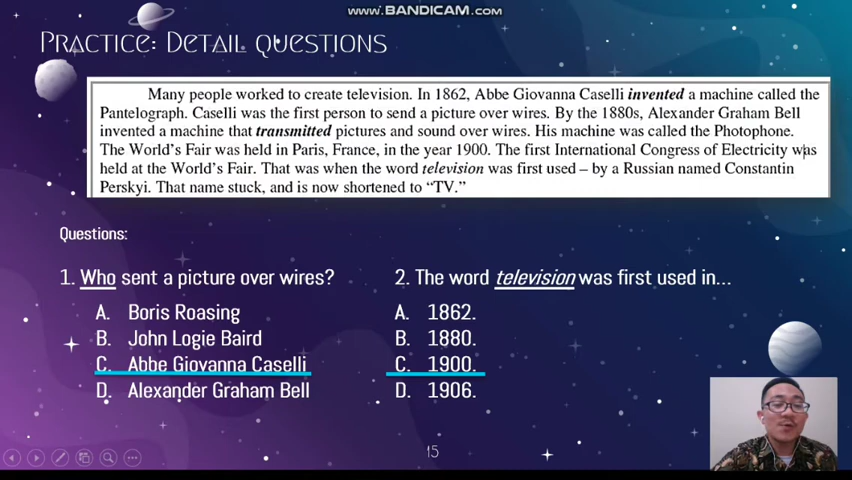 www.BANDICAM.com
PRACTICE: DETAIL QUESTIONS
Many people worked to create television. In 1862, Abbe Giovanna Caselli invented a machine called the
Pantelograph. Caselli was the first person to send a picture over wires. By the 1880s, Alexander Graham Bell
invented a machine that transmitted pictures and sound over wires. His machine was called the Photophone.
The World's Fair was held in Paris, France, in the year 1900. The first International Congress of Electricity was
held at the World's Fair. That was when the word television was first used – by a Russian named Constantin
Perskyi. That name stuck, and is now shortened to “TV.”
Questions:
1. Who sent a picture over wires?
A. Boris Roasing
B. John Logie Baird
C. Abbe Giovanna Caselli
D. Alexander Graham Bell
2. The word television was first used in...
A. 1862.
B. 1880.
C. 1900.
D. 1906.
15